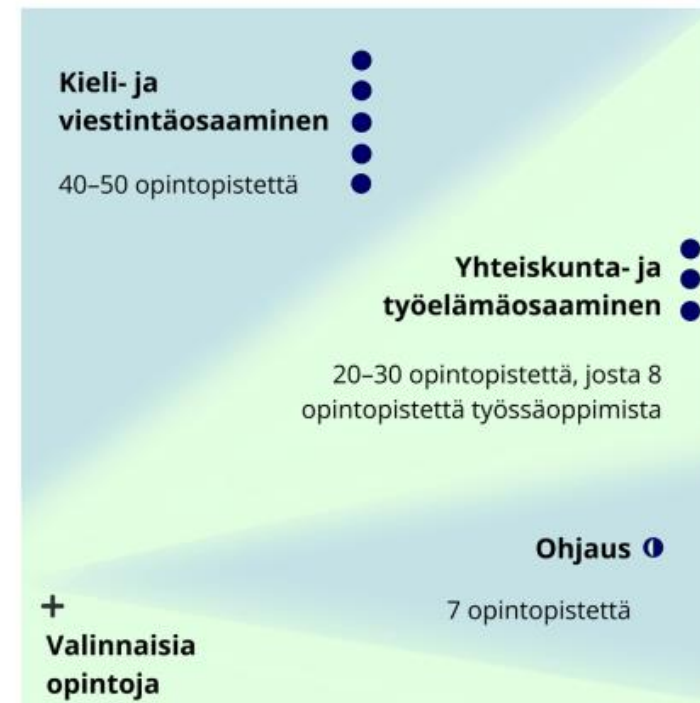 Kieli- ja
viestintäosaaminen
40–50 opintopistettä
Yhteiskunta- ja
työelämäosaaminen
20–30 opintopistettä, josta 8
opintopistettä työssäoppimista
Ohjaus
7 opintopistettä
+
Valinnaisia
opintoja